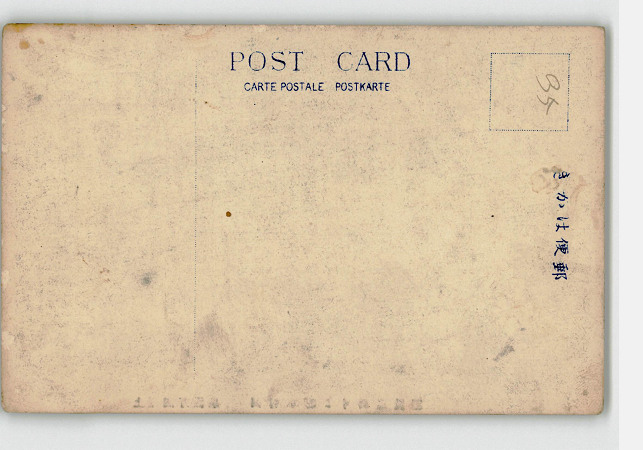 POST CARD
CARTE POSTALE POSTKARTE
35
きかは便郵